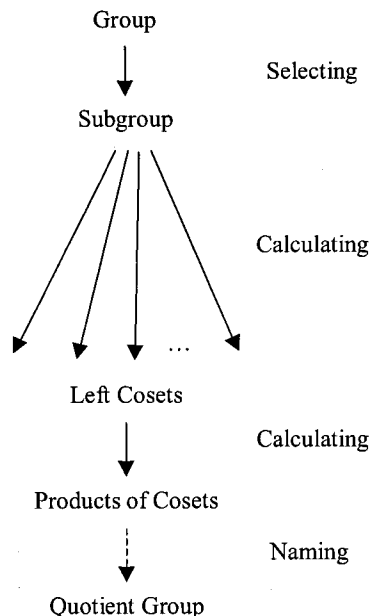 Group
Selecting
Subgroup
Calculating
...
Left Cosets
Calculating
Products of Cosets
Naming
Quotient Group